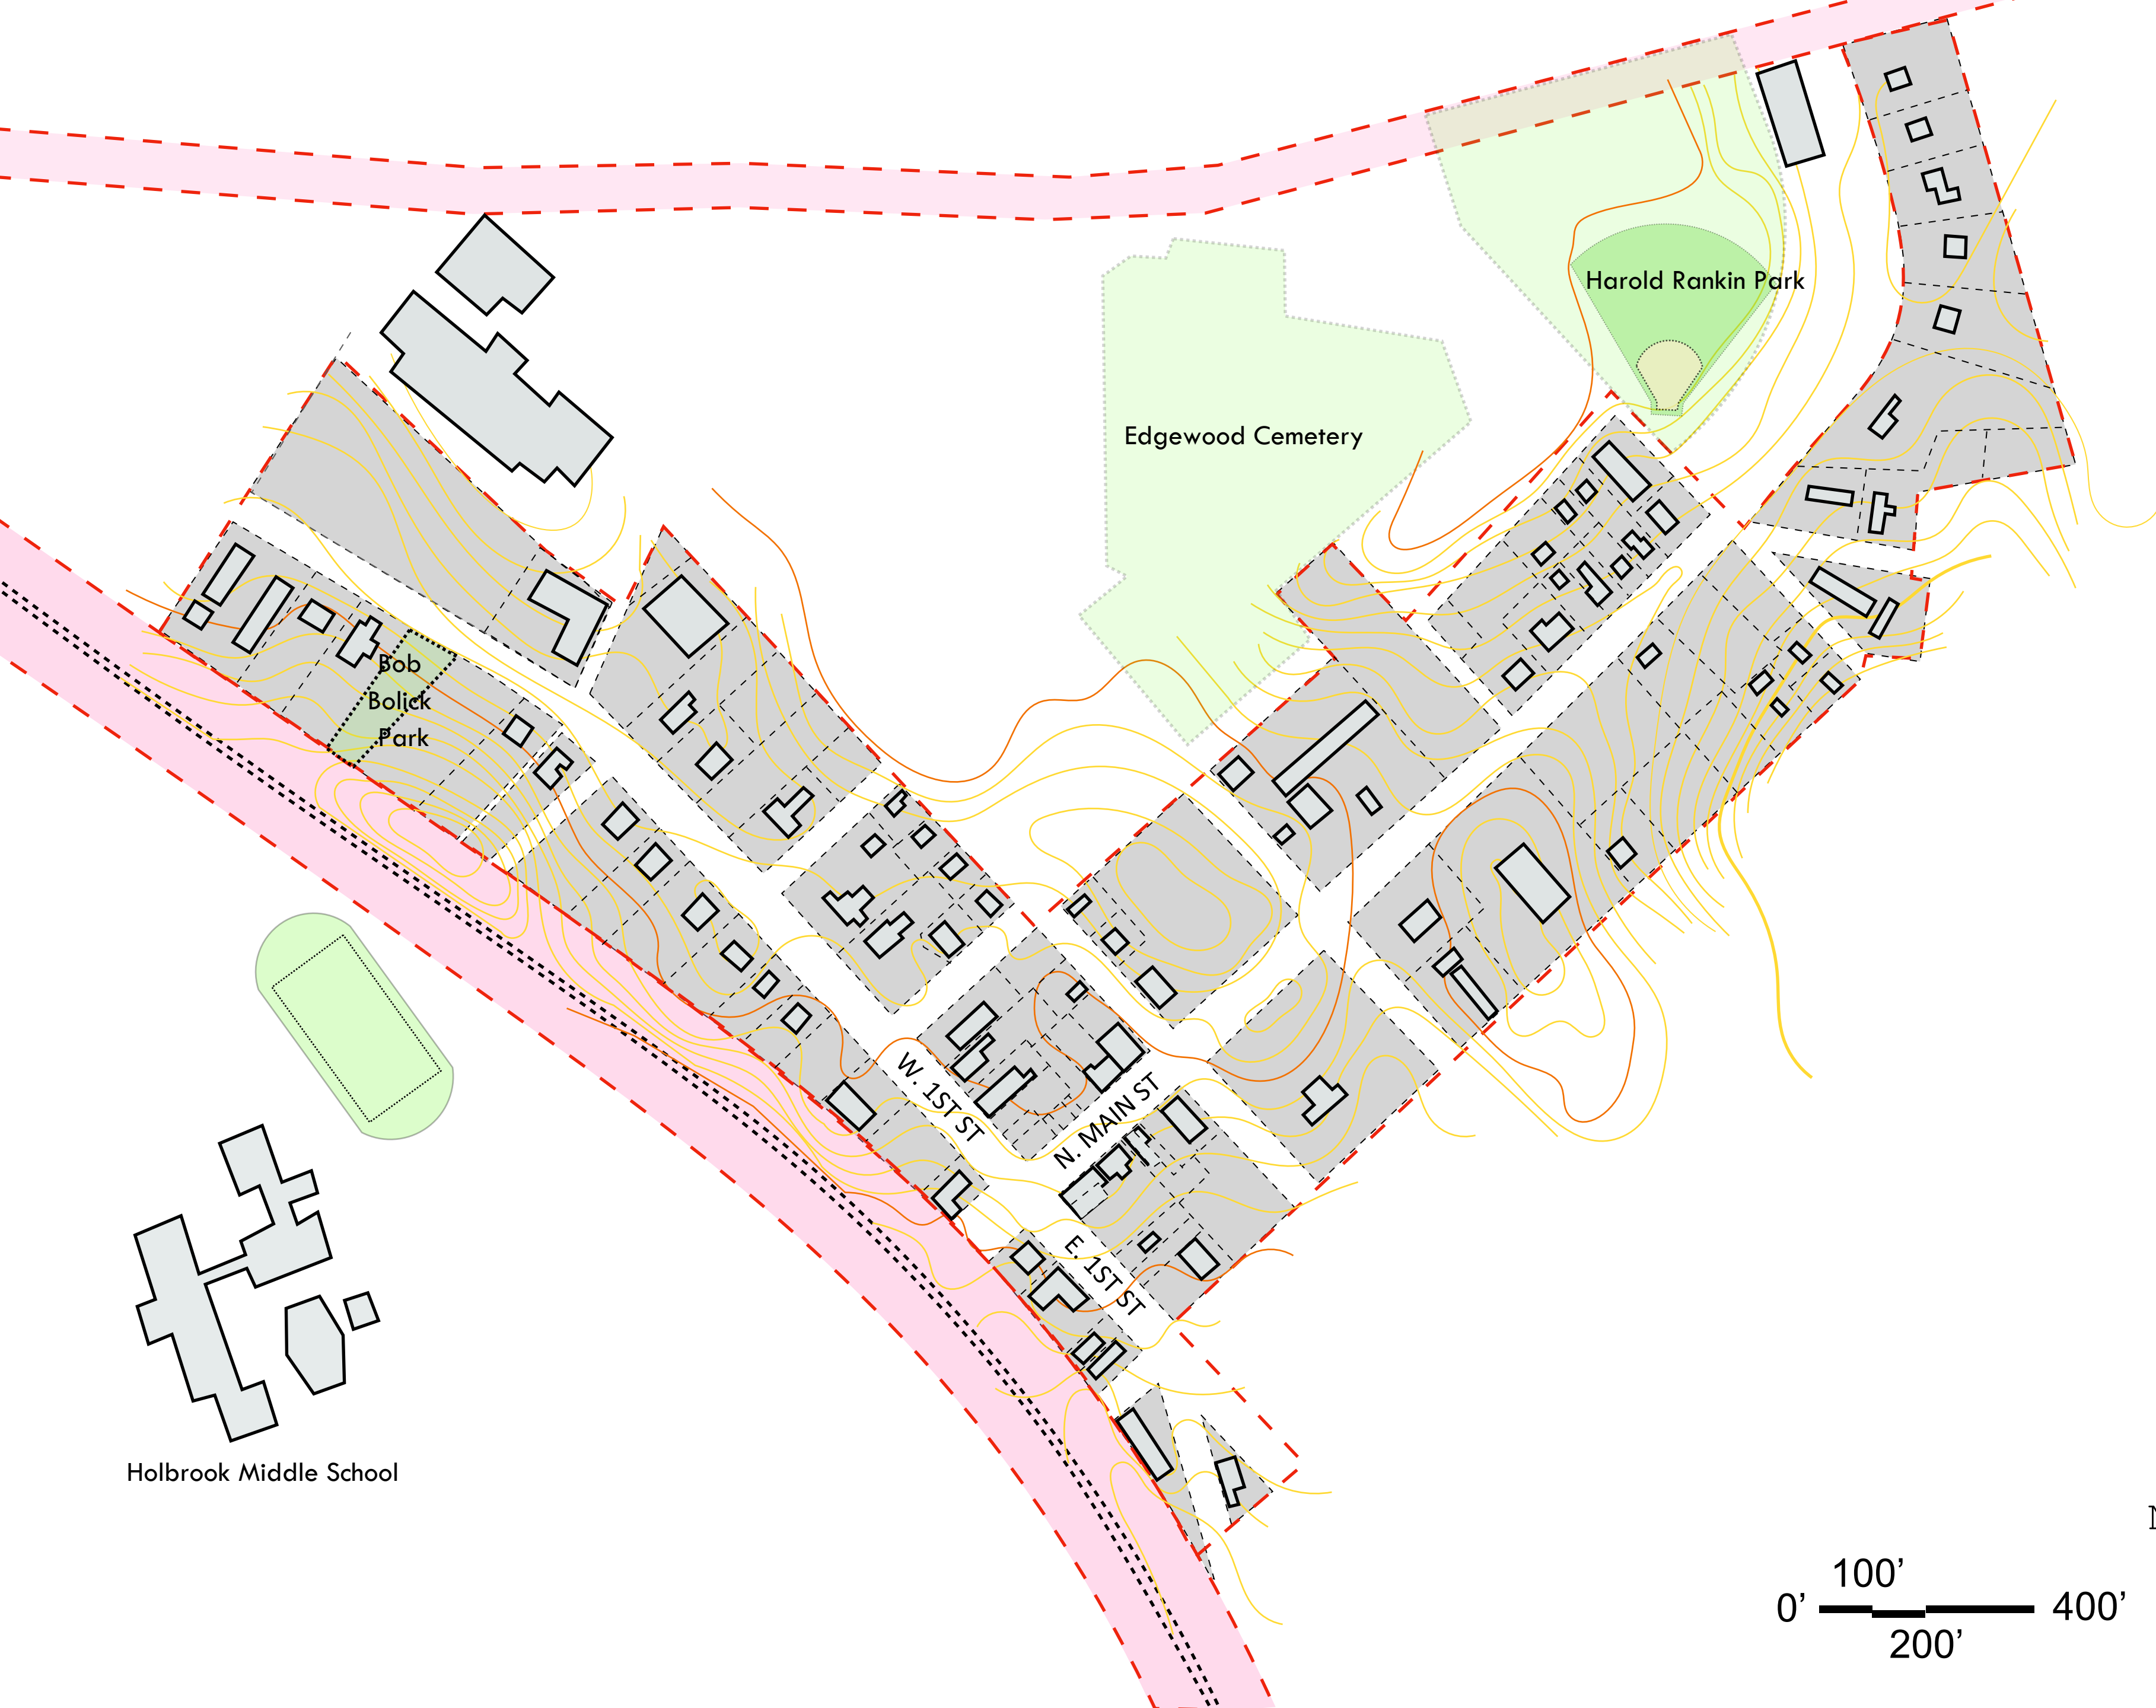 Harold Rankin Park
Edgewood Cemetery
Bob
Bolick
Park
W. 1ST ST
N. MAIN ST
E. 1ST ST
Holbrook Middle School
100’
0’
400’
200’